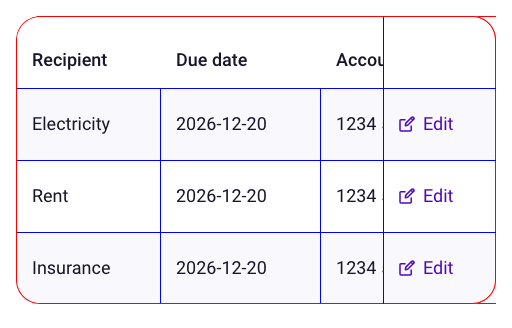 Recipient Due date Accou
Electricity 2026-12-20 1234 Edit
Rent 2026-12-20 1234 Edit
Insurance 2026-12-20 1234 Edit